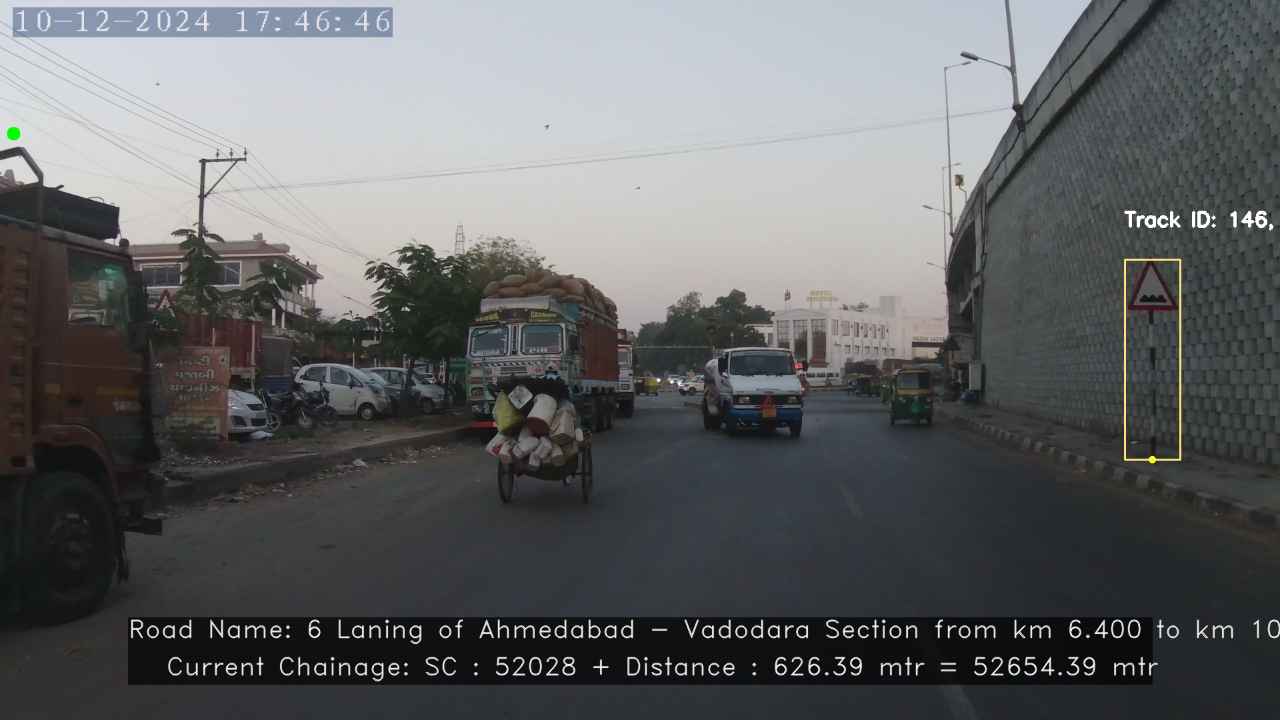 10-12-2024 17:46:46
Track ID: 146,
HOTEL
Road Name: 6 Laning of Ahmedabad - Vadodara Section from km 6.400 to km 10
Current Chainage: SC : 52028 + Distance : 626.39 mtr = 52654.39 mtr